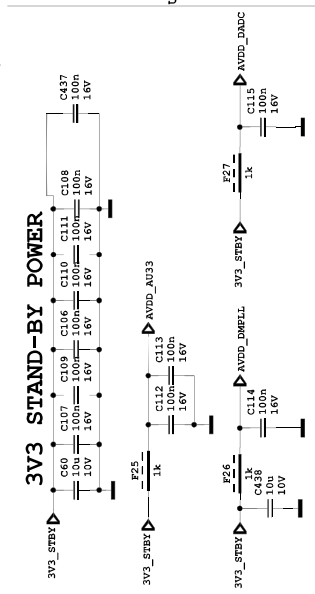 3V3 STAND-BY POWER
3V3_STBY
C60
10u
10V
C107
100n
16V
C109
100n
16V
C106
100n
16V
C110
100n
16V
C111
100n
16V
C108
100n
16V
C437
100n
16V
3V3_STBY
F25
1k
C112
100n
16V
C113
100n
16V
AVDD_AU33
3V3_STBY
F27
1k
C115
100n
16V
AVDD_DADC
3V3_STBY
C438
10u
10V
F26
1k
C114
100n
16V
AVDD_DMPLL